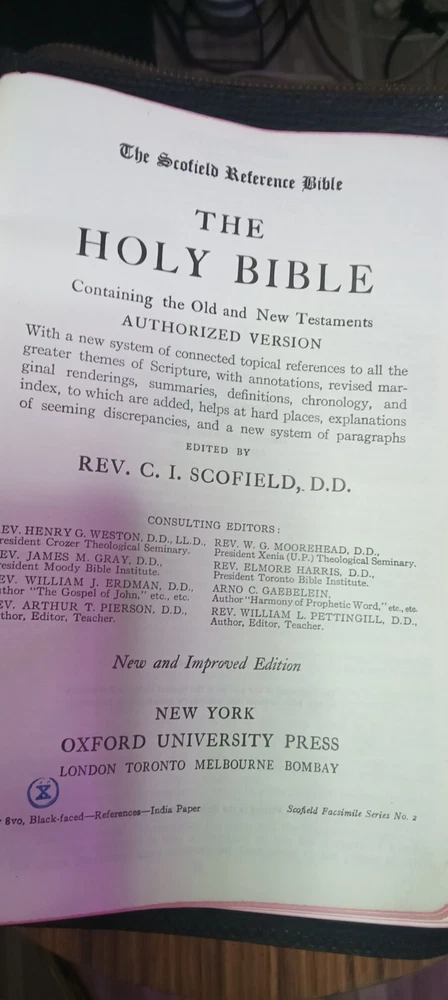 The Scofield Reference Bible
THE
HOLY BIBLE
Containing the Old and New Testaments
AUTHORIZED VERSION
With a new system of connected topical references to all the
greater themes of Scripture, with annotations, revised mar-
ginal renderings, summaries, definitions, chronology, and
index, to which are added, helps at hard places, explanations
of seeming discrepancies, and a new system of paragraphs
EDITED BY
REV. C. I. SCOFIELD, D.D.
CONSULTING EDITORS:
EV. HENRY G. WESTON, D.D., LL.D.,
resident Crozer Theological Seminary.
EV. JAMES M. GRAY, D.D.,
resident Moody Bible Institute.
EV. WILLIAM J. ERDMAN, D.D.,
thor "The Gospel of John," etc., etc.
EV. ARTHUR T. PIERSON, D.D.,
thor, Editor, Teacher.
REV. W. G. MOOREHEAD, D.D.,
President Xenia (U.P.) Theological Seminary.
REV. ELMORE HARRIS, D.D.,
President Toronto Bible Institute.
ARNO C. GAEBELEIN,
Author "Harmony of Prophetic Word," etc., etc.
REV. WILLIAM L. PETTINGILL, D.D.,
Author, Editor, Teacher.
New and Improved Edition
NEW YORK
OXFORD UNIVERSITY PRESS
LONDON TORONTO MELBOURNE BOMBAY
8vo, Black-faced—References—India Paper
Scofield Facsimile Series No. 2